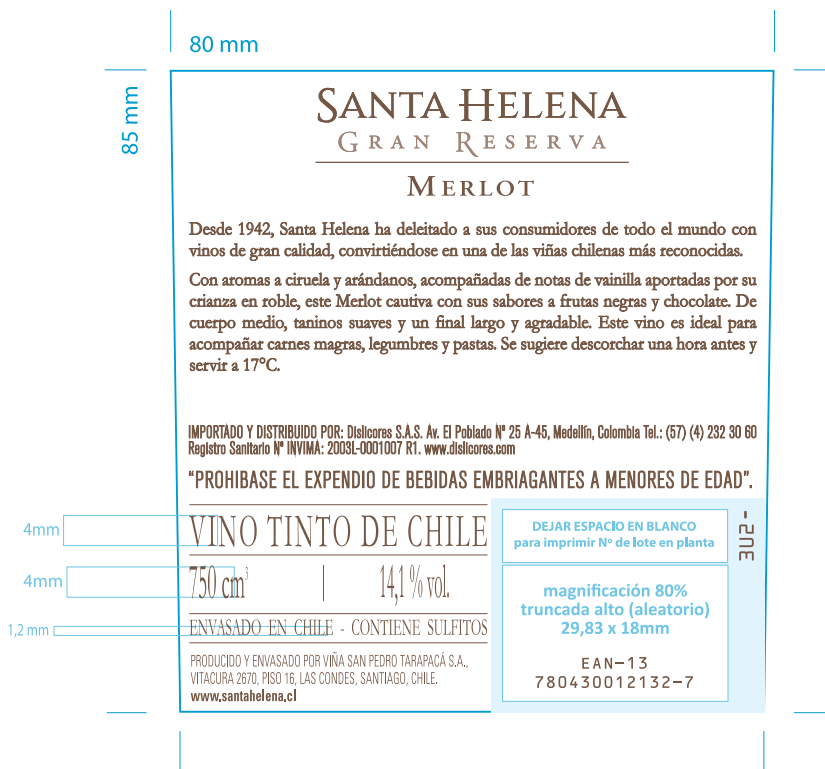 80 mm
85 mm
SANTA HELENA
GRAN RESERVA
MERLOT
Desde 1942, Santa Helena ha deleitado a sus consumidores de todo el mundo con
vinos de gran calidad, convirtiéndose en una de las viñas chilenas más reconocidas.
Con aromas a ciruela y arándanos, acompañadas de notas de vainilla aportadas por su
crianza en roble, este Merlot cautiva con sus sabores a frutas negras y chocolate. De
cuerpo medio, taninos suaves y un final largo y agradable. Este vino es ideal para
acompañar carnes magras, legumbres y pastas. Se sugiere descorchar una hora antes y
servir a 17°C.
IMPORTADO Y DISTRIBUIDO POR: Dislicores S.A.S. Av. El Poblado Nº 25 A-45, Medellín, Colombia Tel.: (57) (4) 232 30 60
Registro Sanitario Nº INVIMA: 2003L-0001007 R1. www.dislicores.com
“PROHIBASE EL EXPENDIO DE BEBIDAS EMBRIAGANTES A MENORES DE EDAD”.
4mm
VINO TINTO DE CHILE
4mm
750 cm³ | 14,1 % vol.
1,2 mm
ENVASADO EN CHILE - CONTIENE SULFITOS
PRODUCIDO Y ENVASADO POR VIÑA SAN PEDRO TARAPACÁ S.A.,
VITACURA 2670, PISO 16, LAS CONDES, SANTIAGO, CHILE.
www.santahelena.cl
DEJAR ESPACIO EN BLANCO
para imprimir Nº de lote en planta
3U2-
magnificación 80%
truncada alto (aleatorio)
29,83 x 18mm
EAN-13
780430012132-7